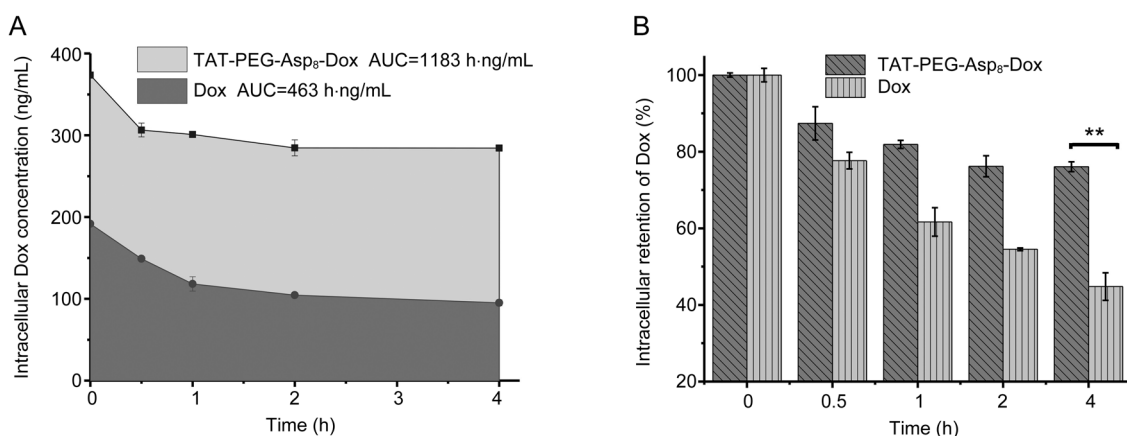 A
TAT-PEG-Asp₈-Dox AUC=1183 h·ng/mL
Dox AUC=463 h·ng/mL
Intracellular Dox concentration (ng/mL)
400
300
200
100
0
0 1 2 3 4
Time (h)
B
TAT-PEG-Asp₈-Dox
Dox
**
Intracellular retention of Dox (%)
100
80
60
40
20
0 0.5 1 2 4
Time (h)